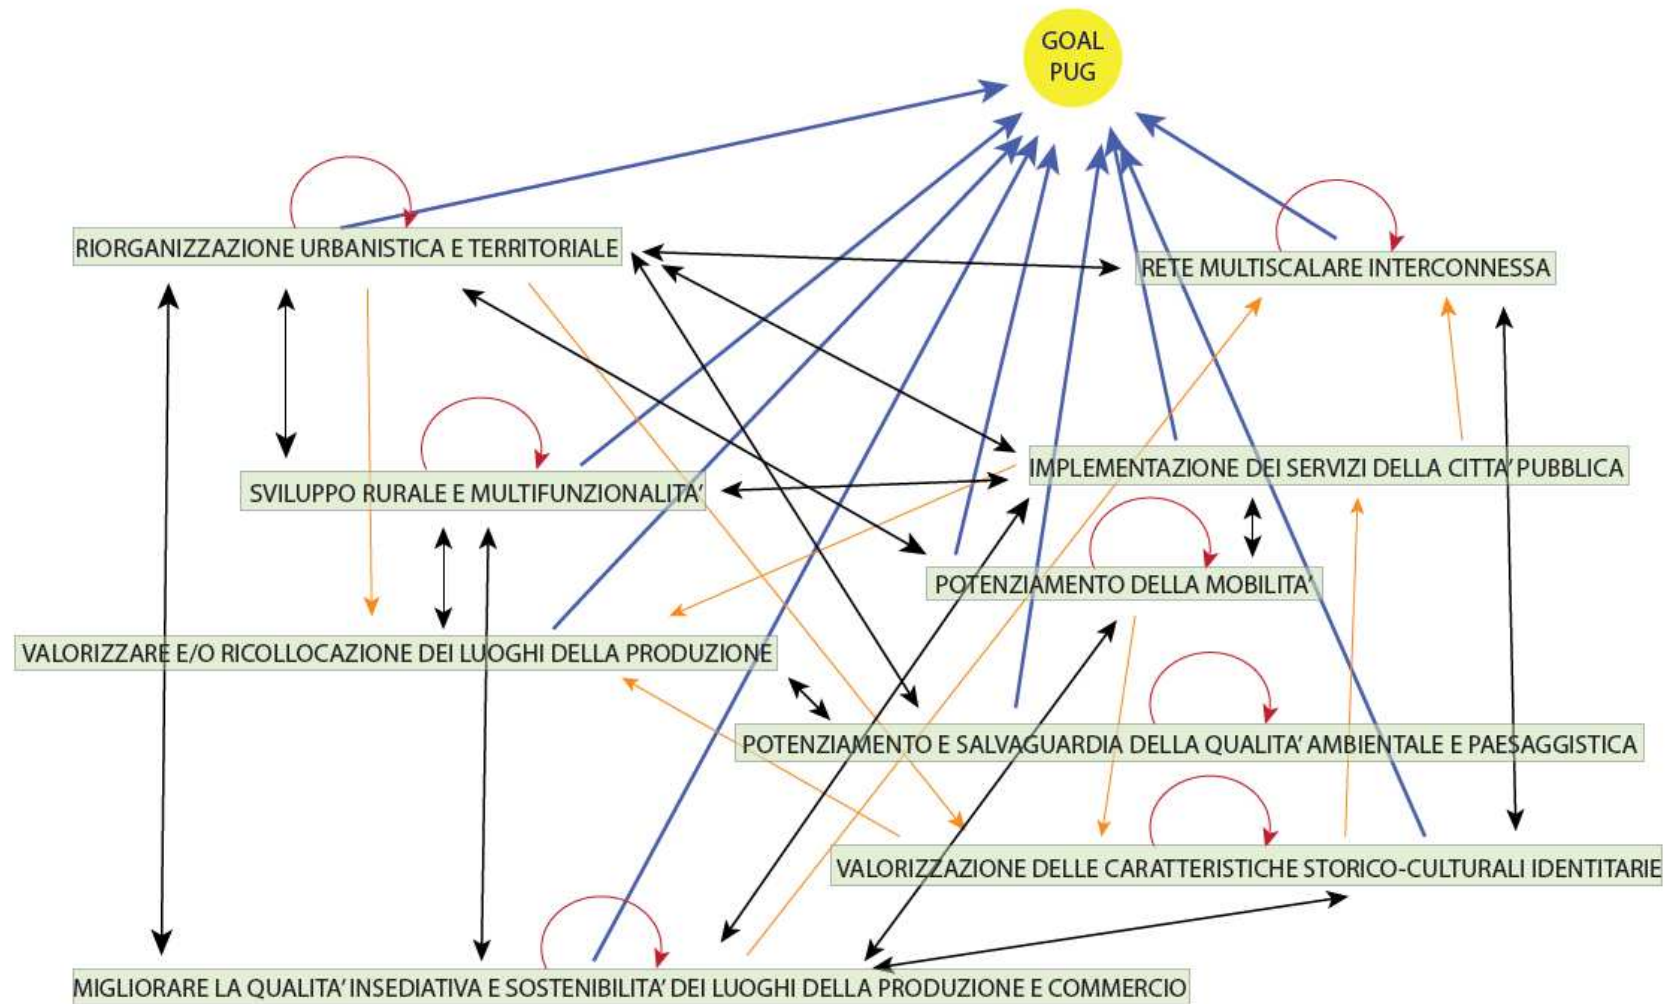 GOAL
PUG
RIORGANIZZAZIONE URBANISTICA E TERRITORIALE
RETE MULTISCALARE INTERCONNESSA
IMPLEMENTAZIONE DEI SERVIZI DELLA CITTA' PUBBLICA
SVILUPPO RURALE E MULTIFUNZIONALITA'
POTENZIAMENTO DELLA MOBILITA'
VALORIZZARE E/O RICOLLOCAZIONE DEI LUOGHI DELLA PRODUZIONE
POTENZIAMENTO E SALVAGUARDIA DELLA QUALITA' AMBIENTALE E PAESAGGISTICA
VALORIZZAZIONE DELLE CARATTERISTICHE STORICO-CULTURALI IDENTITARIE
MIGLIORARE LA QUALITA' INSEDIATIVA E SOSTENIBILITA' DEI LUOGHI DELLA PRODUZIONE E COMMERCIO